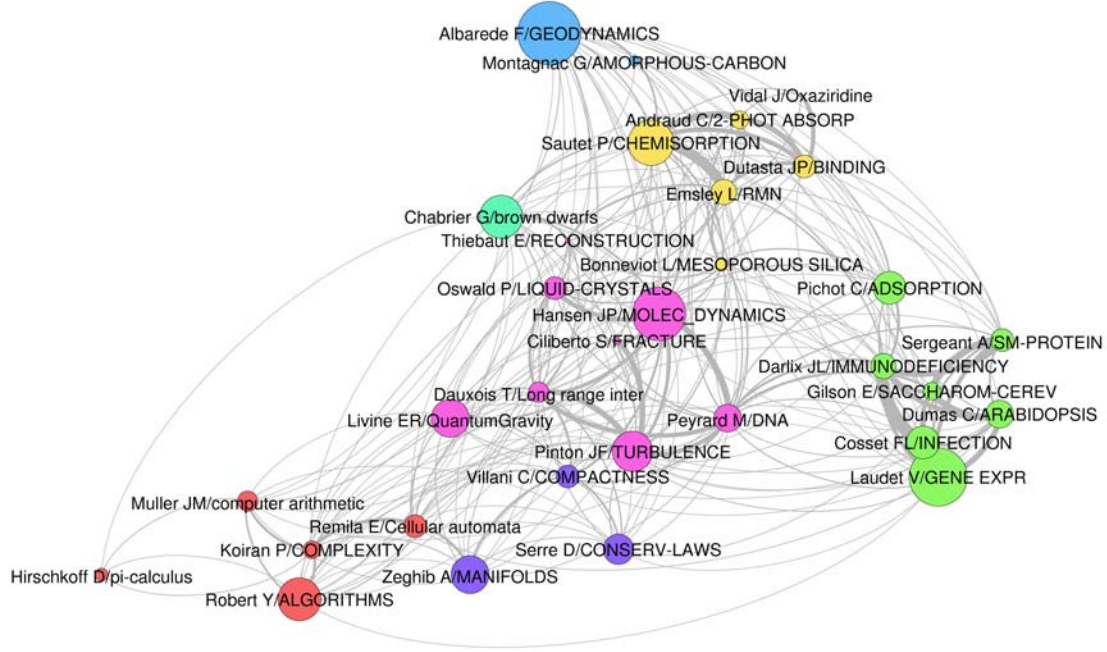 Albarede F/GEODYNAMICS
Montagnac G/AMORPHOUS-CARBON
Vidal J/Oxaziridine
Andraud C/2-PHOT ABSORP
Sautet P/CHEMISORPTION
Dutasta JP/BINDING
Emsley L/RMN
Chabrier G/brown dwarfs
Thiebaut E/RECONSTRUCTION
Bonneviot L/MESOPOROUS SILICA
Oswald P/LIQUID-CRYSTALS
Pichot C/ADSORPTION
Hansen JP/MOLEC_DYNAMICS
Ciliberto S/FRACTURE
Sergeant A/SM-PROTEIN
Darlix JL/IMMUNODEFICIENCY
Gilson E/SACCHAROM-CEREV
Dauxois T/Long range inter
Dumas C/ARABIDOPSIS
Livine ER/QuantumGravity
Peyrard M/DNA
Cosset FL/INFECTION
Pinton JF/TURBULENCE
Villani C/COMPACTNESS
Laudet V/GENE EXPR
Muller JM/computer arithmetic
Remila E/Cellular automata
Koiran P/COMPLEXITY
Serre D/CONSERV-LAWS
Hirschkoff D/pi-calculus
Zeghib A/MANIFOLDS
Robert Y/ALGORITHMS